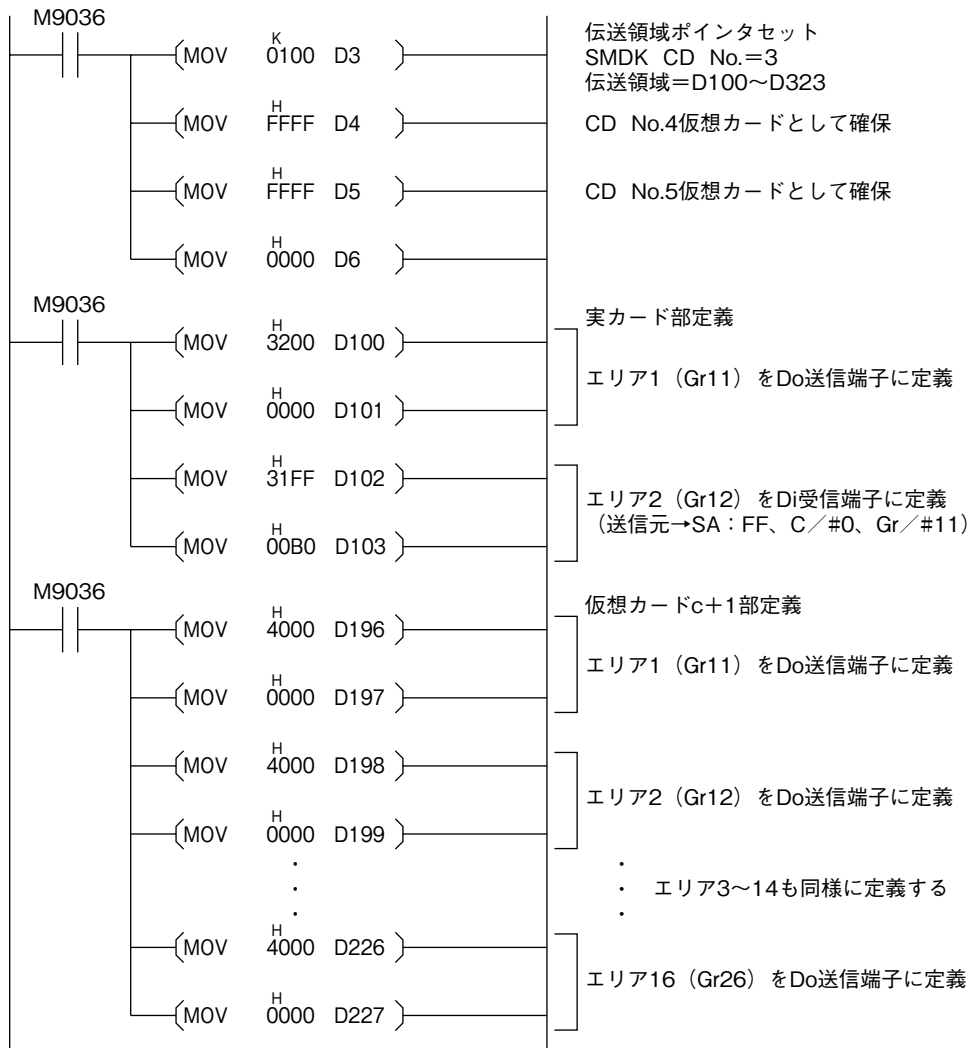 M9036
(MOV K 0100 D3 )
伝送領域ポインタセット
SMDK CD No.=3
伝送領域=D100～D323
(MOV H FFFF D4 )
CD No.4仮想カードとして確保
(MOV H FFFF D5 )
CD No.5仮想カードとして確保
(MOV H 0000 D6 )
M9036
実カード部定義
(MOV H 3200 D100 )
エリア1（Gr11）をDo送信端子に定義
(MOV H 0000 D101 )
(MOV H 31FF D102 )
エリア2（Gr12）をDi受信端子に定義
（送信元→SA：FF、C／#0、Gr／#11）
(MOV H 00B0 D103 )
M9036
仮想カードc＋1部定義
(MOV H 4000 D196 )
エリア1（Gr11）をDo送信端子に定義
(MOV H 0000 D197 )
(MOV H 4000 D198 )
エリア2（Gr12）をDo送信端子に定義
(MOV H 0000 D199 )
・ ・
・ ・ エリア3～14も同様に定義する
・ ・
(MOV H 4000 D226 )
エリア16（Gr26）をDo送信端子に定義
(MOV H 0000 D227 )